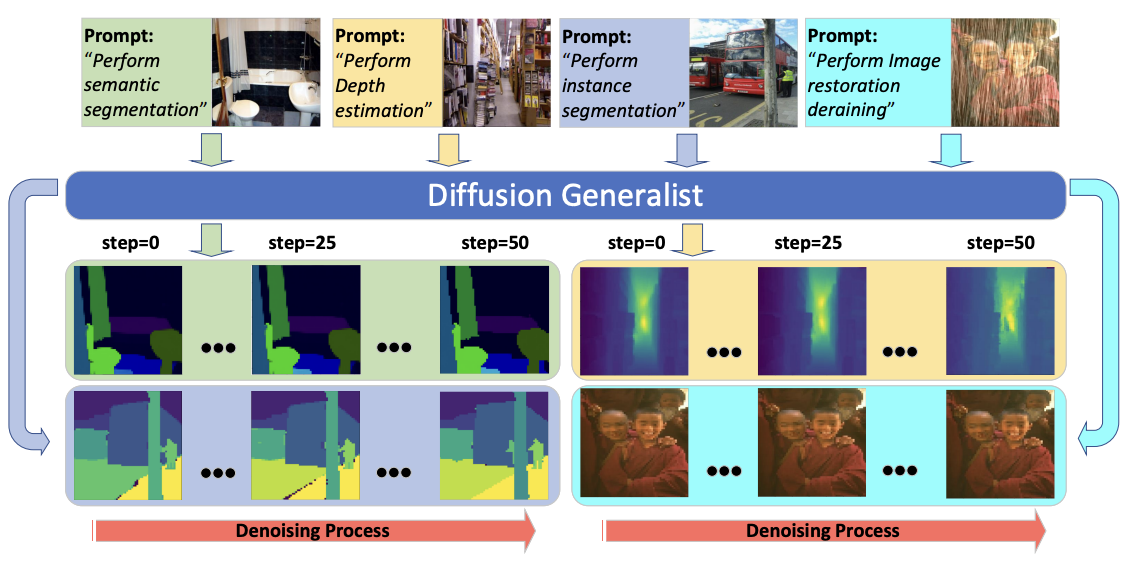 Prompt:
“Perform
semantic
segmentation”
Prompt:
“Perform
Depth
estimation”
Prompt:
“Perform
instance
segmentation”
Prompt:
“Perform Image
restoration
deraining”
Diffusion Generalist
step=0
step=25
step=50
step=0
step=25
step=50
Denoising Process
Denoising Process